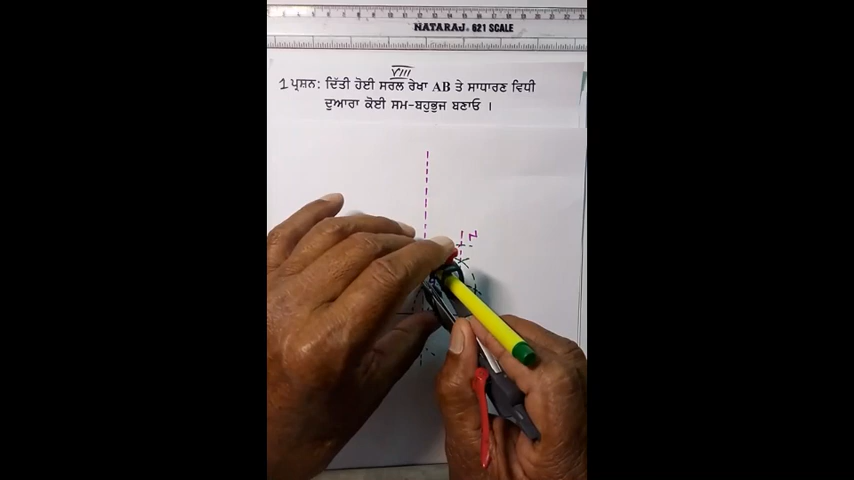 NATARAJ. 621 SCALE
VIII
1 ਪ੍ਰਸ਼ਨ: ਦਿੱਤੀ ਹੋਈ ਸਰਲ ਰੇਖਾ AB ਤੇ ਸਾਧਾਰਣ ਵਿਧੀ
ਦੁਆਰਾ ਕੋਈ ਸਮ-ਬਹੁਭੁਜ ਬਣਾਓ ।
N